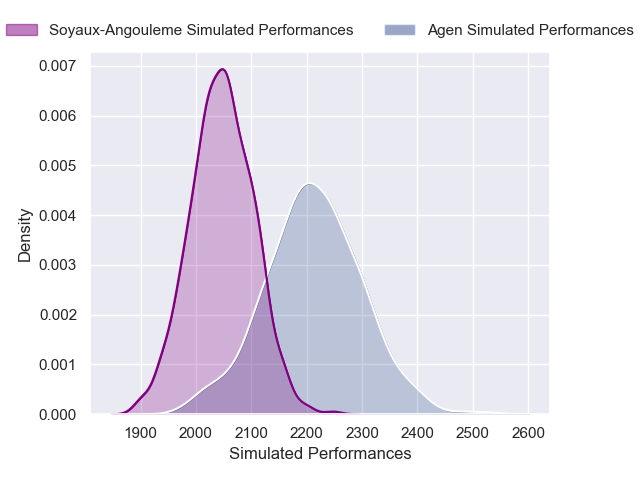 Soyaux-Angouleme Simulated Performances
Agen Simulated Performances
0.007
0.006
0.005
0.004
0.003
0.002
0.001
0.000
Density
1900 2000 2100 2200 2300 2400 2500 2600
Simulated Performances